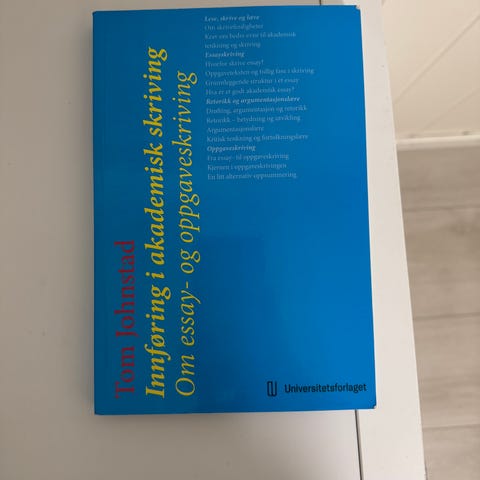 Tom Johnstad
Innføring i akademisk skriving
Om essay- og oppgaveskriving
Lese, skrive og lære
Om skriveferdigheter
Krav om bedre evne til akademisk
tenkning og skriving
Essayskriving
Hvorfor skrive essay?
Oppgaveteksten og tidlig fase i skriving
Grunnleggende struktur i et essay
Hva er et godt akademisk essay?
Retorikk og argumentasjonslære
Drøfting, argumentasjon og retorikk
Retorikk – betydning og utvikling
Argumentasjonslære
Kritisk tenkning og fortolkningslære
Oppgaveskriving
Fra essay- til oppgaveskriving
Kjernen i oppgaveskrivingen
En litt alternativ oppsummering
Universitetsforlaget